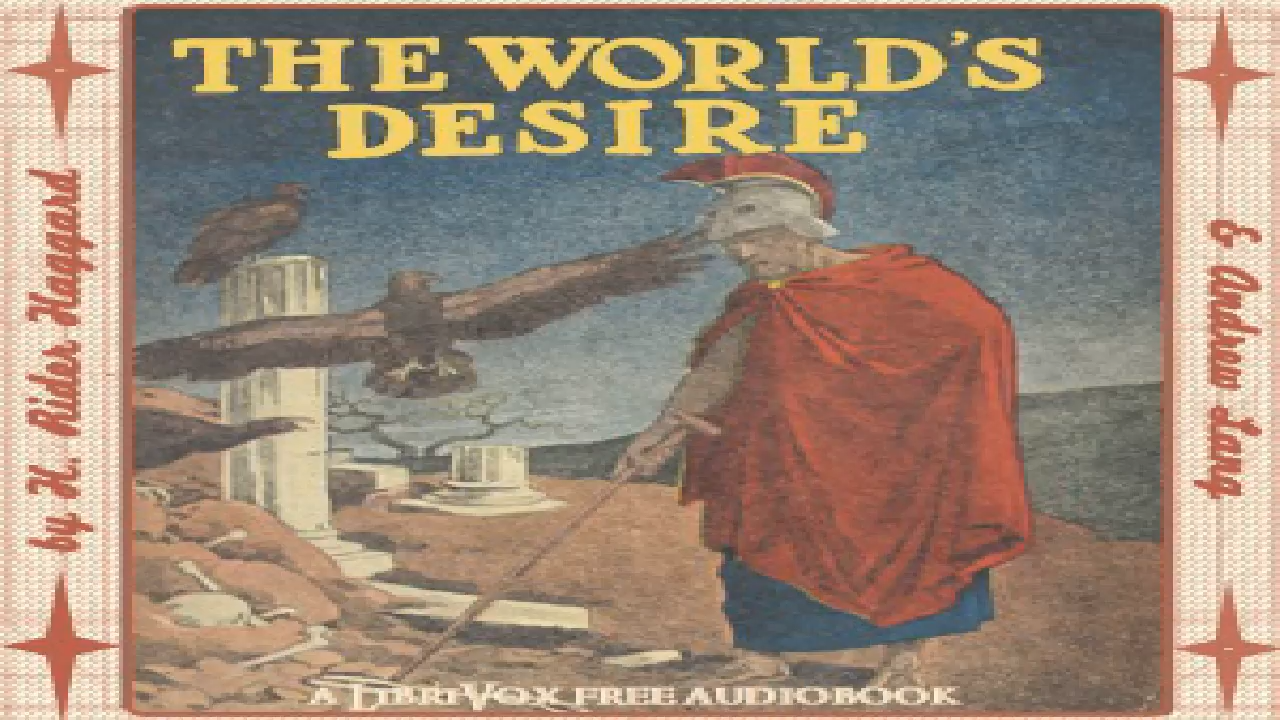 THE WORLD'S
DESIRE
by H. Rider Haggard
& Andrew Lang
A LIBRIVOX FREE AUDIOBOOK